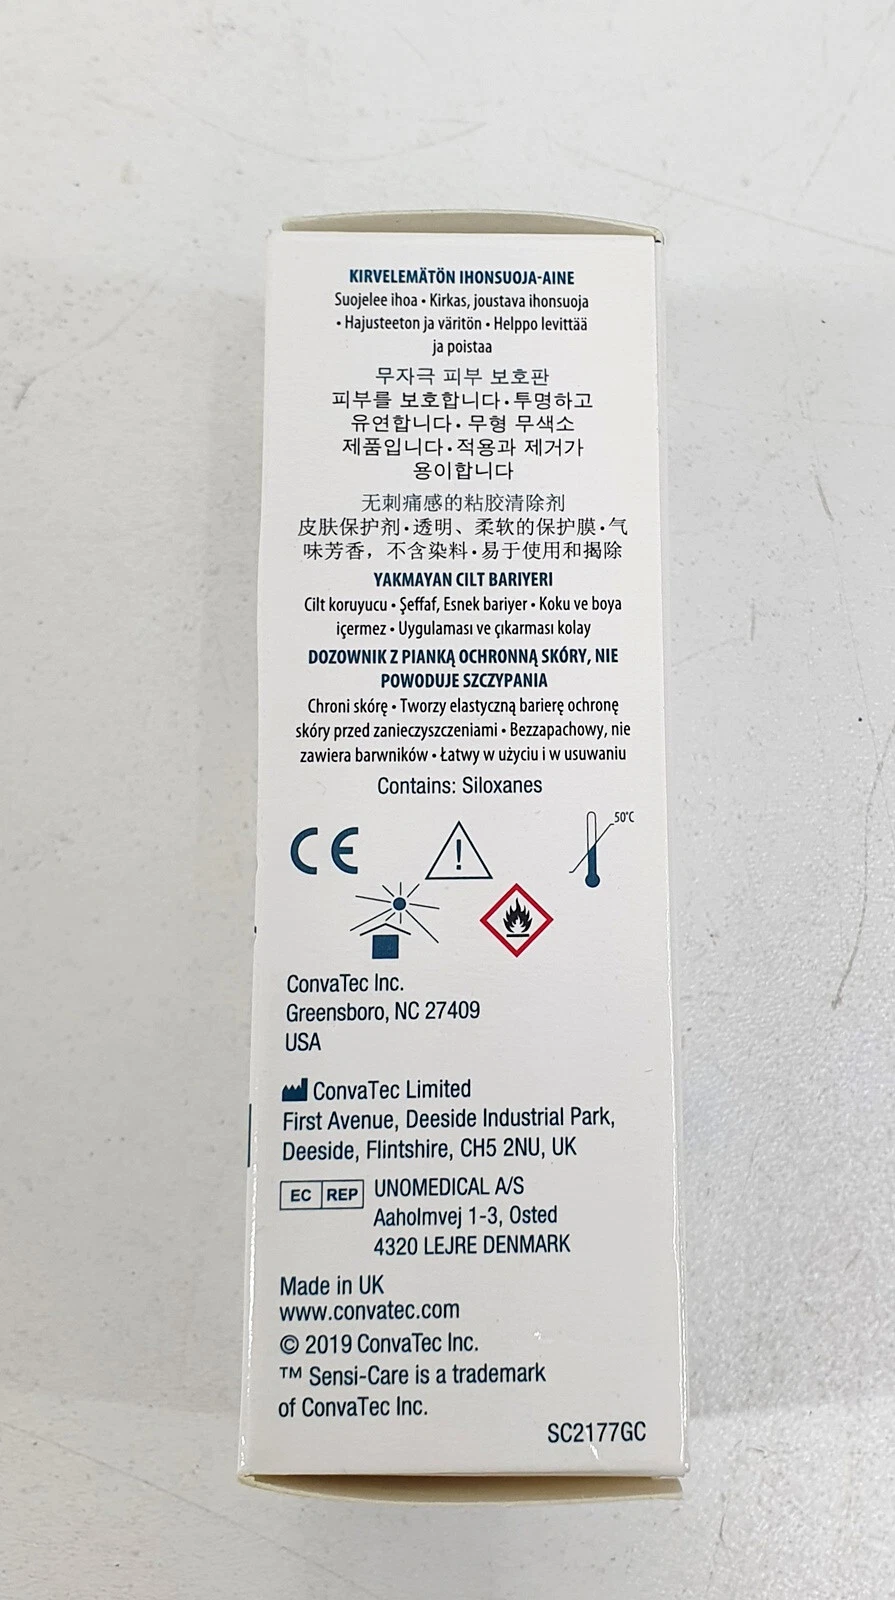 KIRVELEMÄTÖN IHONSUOJA-AINE
Suojelee ihoa • Kirkas, joustava ihonsuoja
• Hajusteeton ja väritön • Helppo levittää
ja poistaa
무자극 피부 보호판
피부를 보호합니다•투명하고
유연합니다• 무형 무색소
제품입니다•적용과 제거가
용이합니다
无刺痛感的粘胶清除剂
皮肤保护剂•透明、柔软的保护膜•气
味芳香，不含染料•易于使用和揭除
YAKMAYAN CILT BARIYERI
Cilt koruyucu • Şeffaf, Esnek bariyer • Koku ve boya
içermez • Uygulaması ve çıkarması kolay
DOZOWNIK Z PIANKĄ OCHRONNĄ SKÓRY, NIE
POWODUJE SZCZYPANIA
Chroni skórę • Tworzy elastyczną barierę ochronę
skóry przed zanieczyszczeniami • Bezzapachowy, nie
zawiera barwników • Łatwy w użyciu i w usuwaniu
Contains: Siloxanes
CE
50°C
ConvaTec Inc.
Greensboro, NC 27409
USA
ConvaTec Limited
First Avenue, Deeside Industrial Park,
Deeside, Flintshire, CH5 2NU, UK
EC REP UNOMEDICAL A/S
Aaholmvej 1-3, Osted
4320 LEJRE DENMARK
Made in UK
www.convatec.com
© 2019 ConvaTec Inc.
™ Sensi-Care is a trademark
of ConvaTec Inc.
SC2177GC